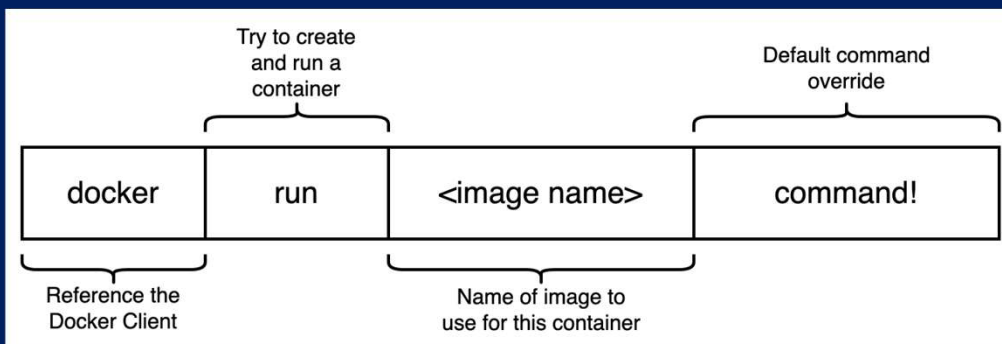 Try to create
and run a
container
Default command
override
docker run <image name> command!
Reference the
Docker Client
Name of image to
use for this container